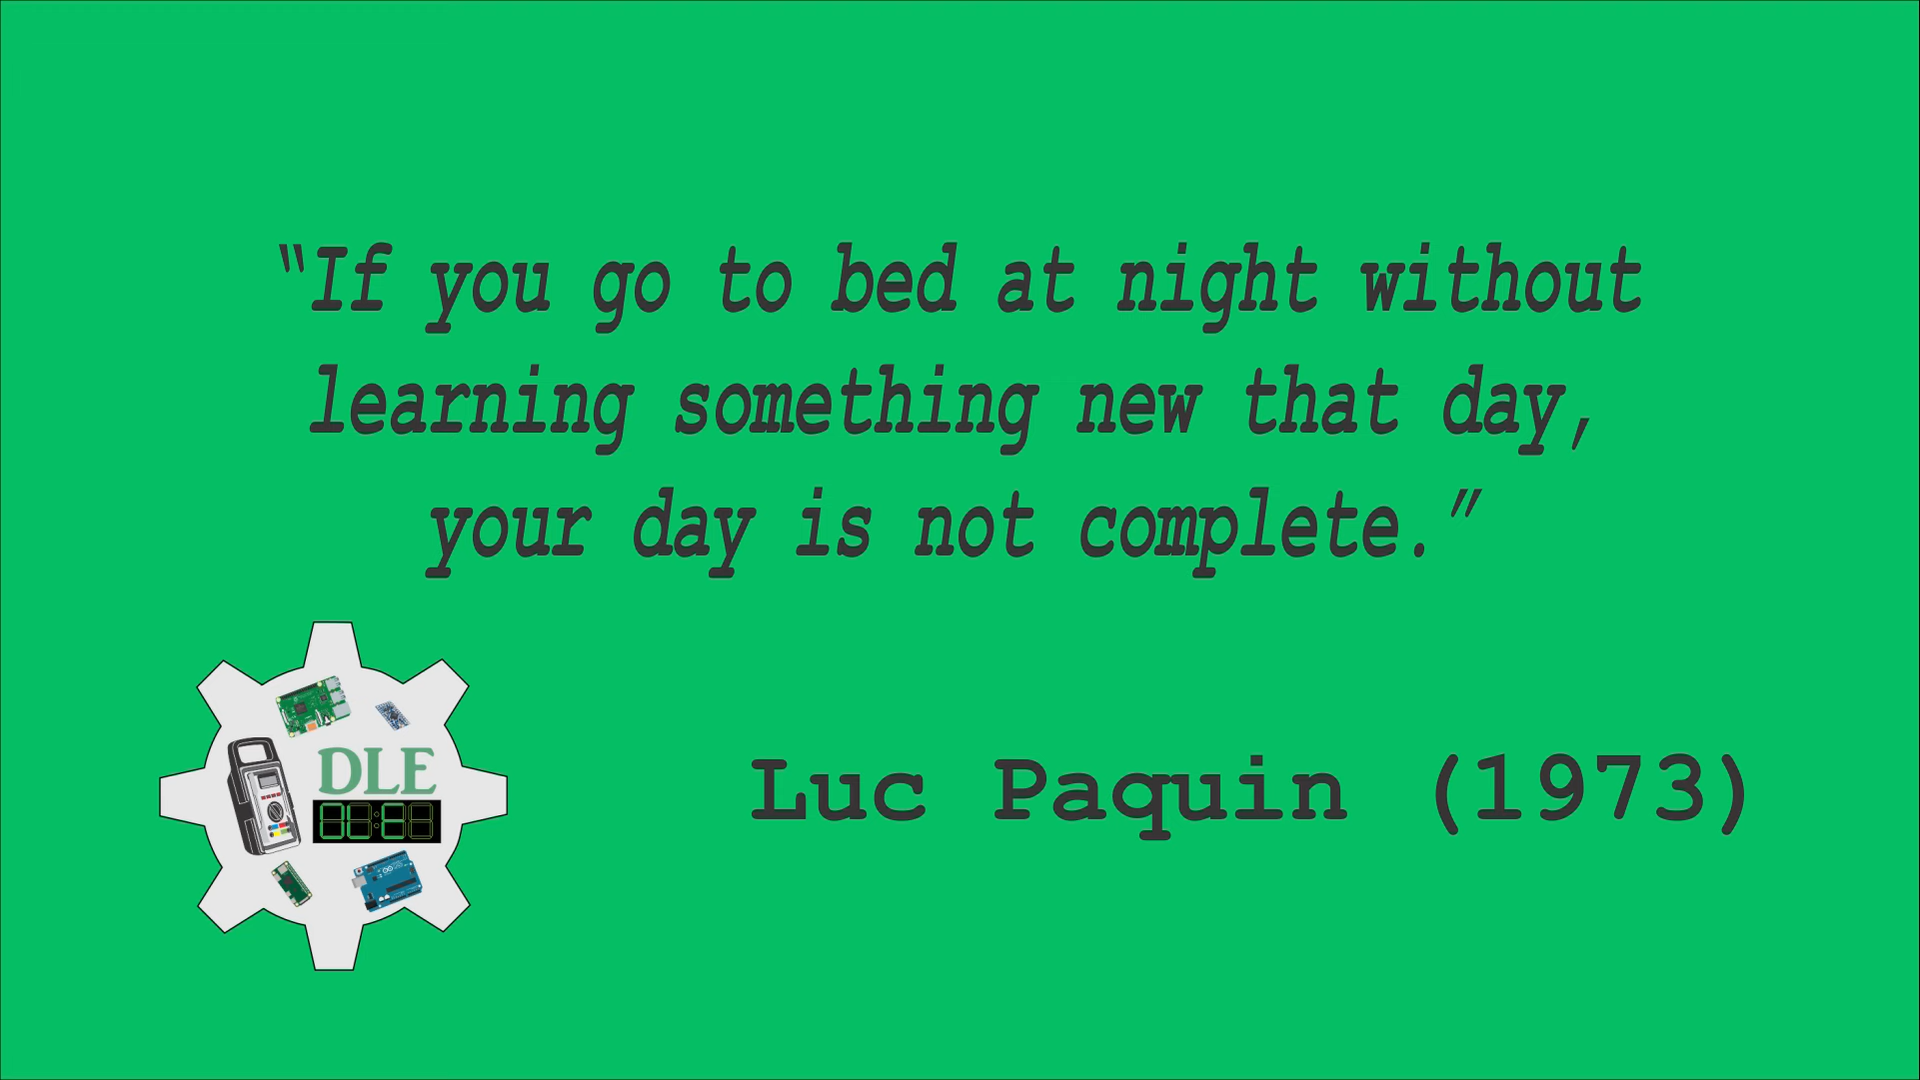 “If you go to bed at night without
learning something new that day,
your day is not complete.”
DLE
Luc Paquin (1973)